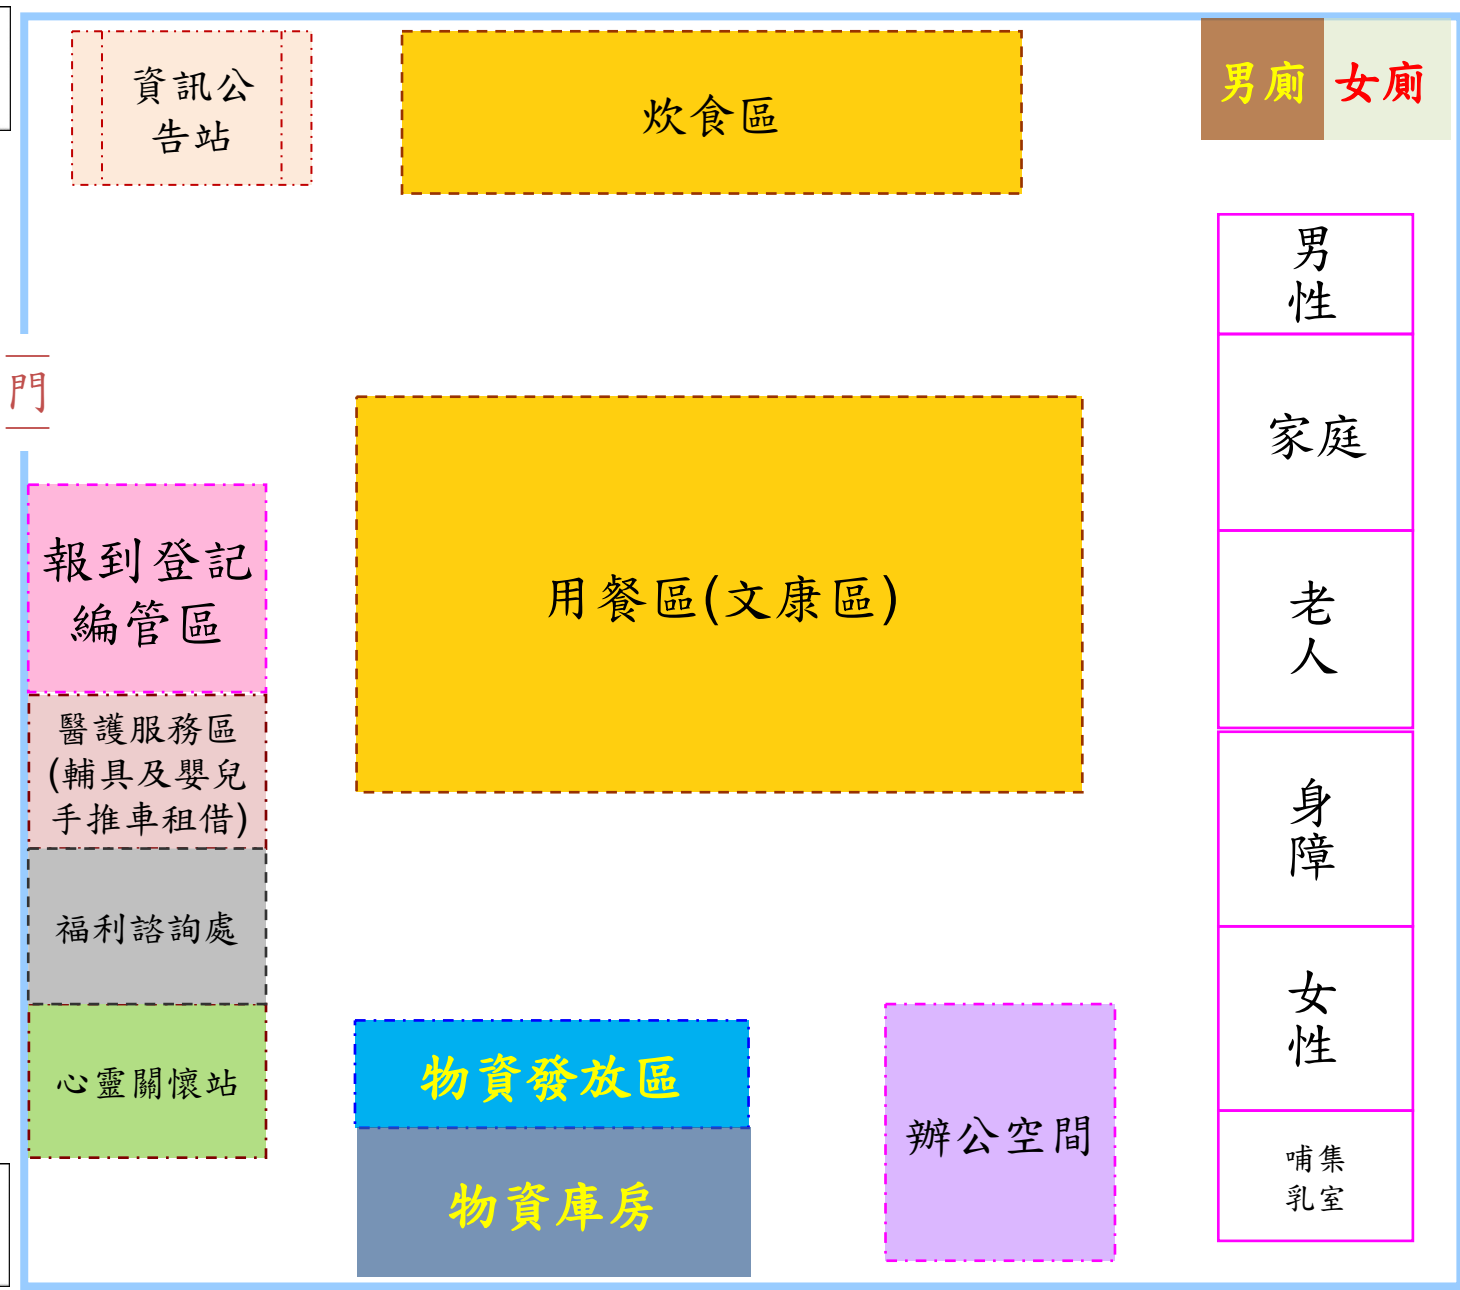 資訊公
告站
炊食區
男廁
女廁
男
性
門
家庭
報到登記
編管區
用餐區(文康區)
老
人
醫護服務區
(輔具及嬰兒
手推車租借)
身
障
福利諮詢處
女
性
心靈關懷站
物資發放區
辦公空間
物資庫房
哺集
乳室